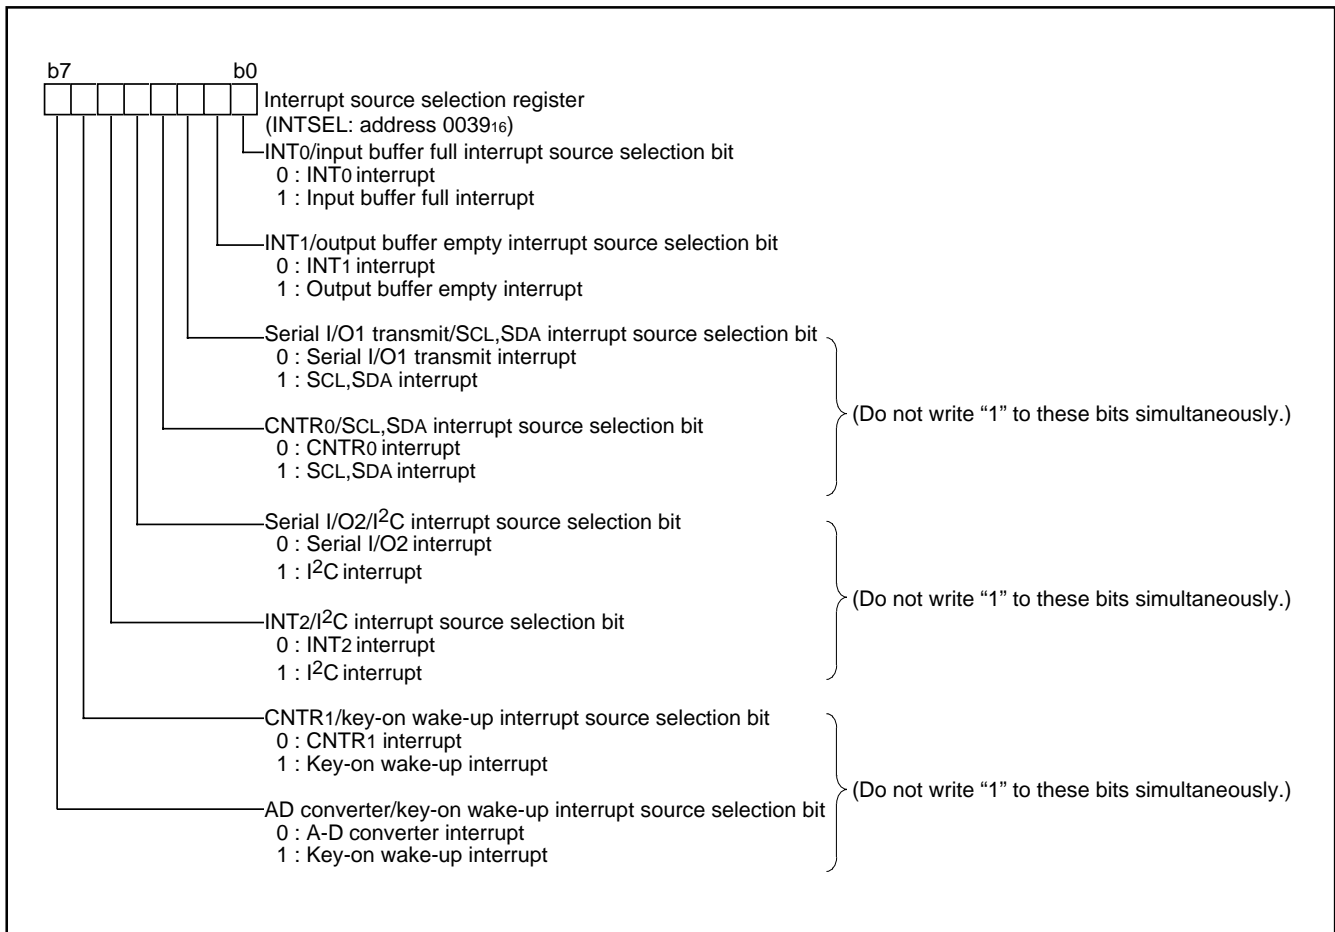 b7 b0
Interrupt source selection register
(INTSEL: address 003916)
INT0/input buffer full interrupt source selection bit
0 : INT0 interrupt
1 : Input buffer full interrupt
INT1/output buffer empty interrupt source selection bit
0 : INT1 interrupt
1 : Output buffer empty interrupt
Serial I/O1 transmit/SCL,SDA interrupt source selection bit
0 : Serial I/O1 transmit interrupt
1 : SCL,SDA interrupt
(Do not write “1” to these bits simultaneously.)
CNTR0/SCL,SDA interrupt source selection bit
0 : CNTR0 interrupt
1 : SCL,SDA interrupt
Serial I/O2/I2C interrupt source selection bit
0 : Serial I/O2 interrupt
1 : I2C interrupt
(Do not write “1” to these bits simultaneously.)
INT2/I2C interrupt source selection bit
0 : INT2 interrupt
1 : I2C interrupt
CNTR1/key-on wake-up interrupt source selection bit
0 : CNTR1 interrupt
1 : Key-on wake-up interrupt
(Do not write “1” to these bits simultaneously.)
AD converter/key-on wake-up interrupt source selection bit
0 : A-D converter interrupt
1 : Key-on wake-up interrupt